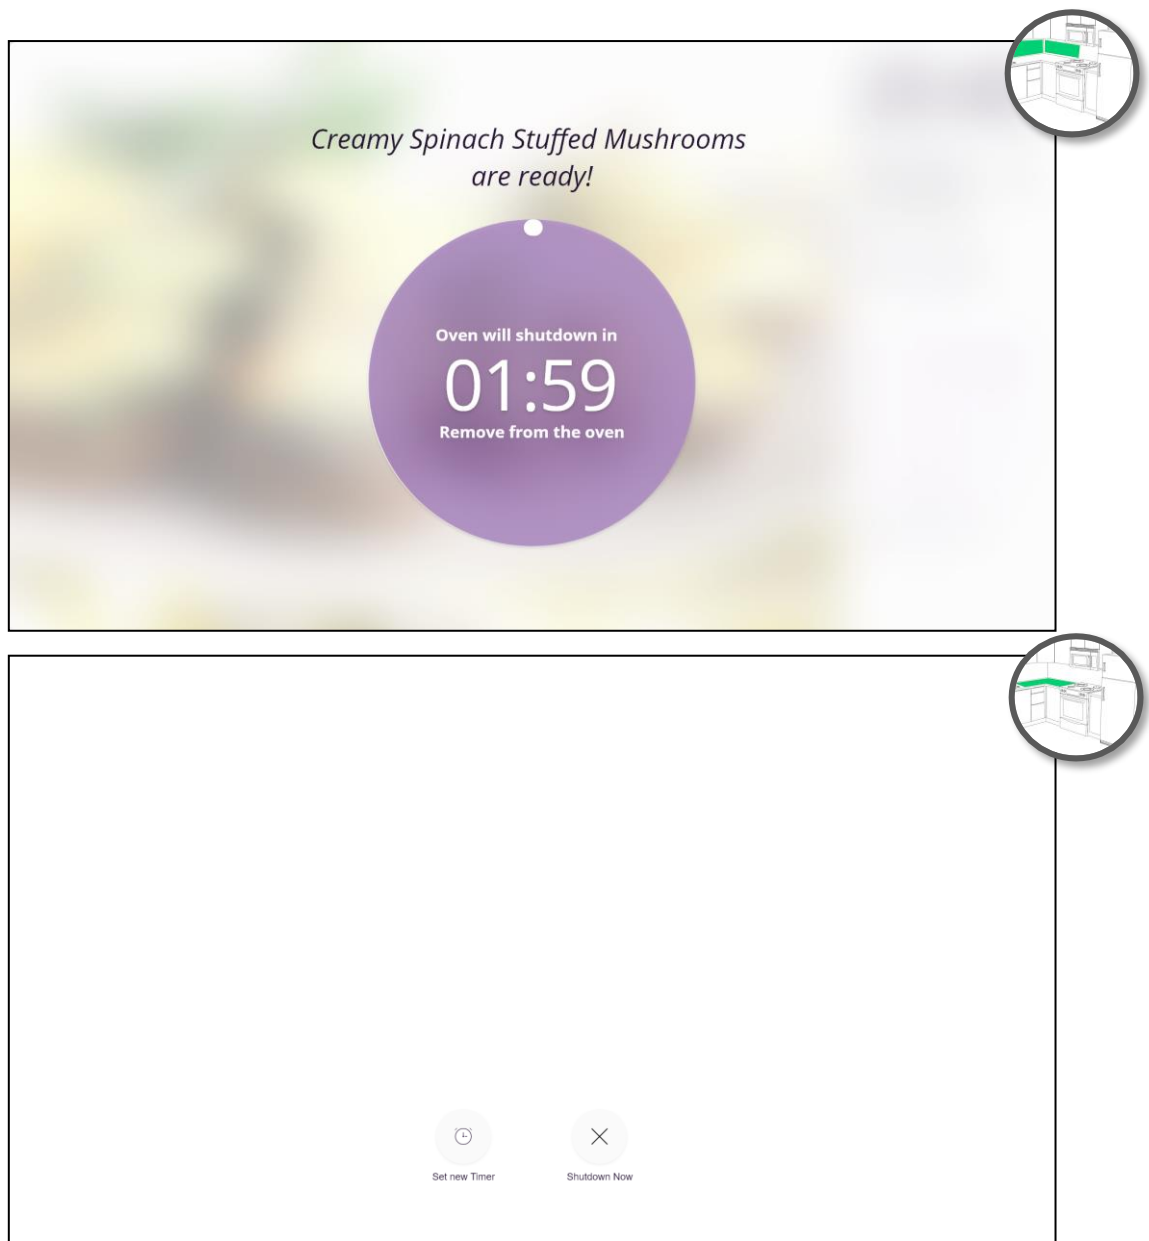 Creamy Spinach Stuffed Mushrooms
are ready!
Oven will shutdown in
01:59
Remove from the oven
Set new Timer
Shutdown Now